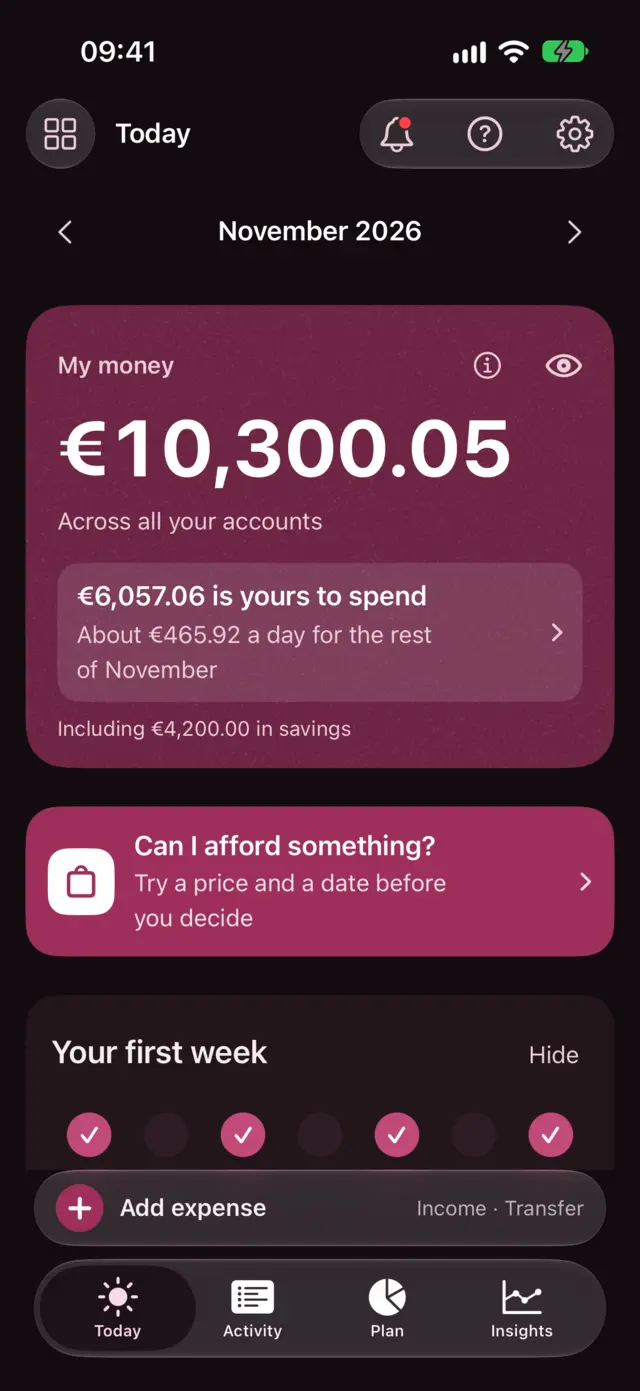 09:41
Today
November 2026
My money
€10,300.05
Across all your accounts
€6,057.06 is yours to spend
About €465.92 a day for the rest
of November
Including €4,200.00 in savings
Can I afford something?
Try a price and a date before
you decide
Your first week
Hide
Add expense
Income · Transfer
Today
Activity
Plan
Insights